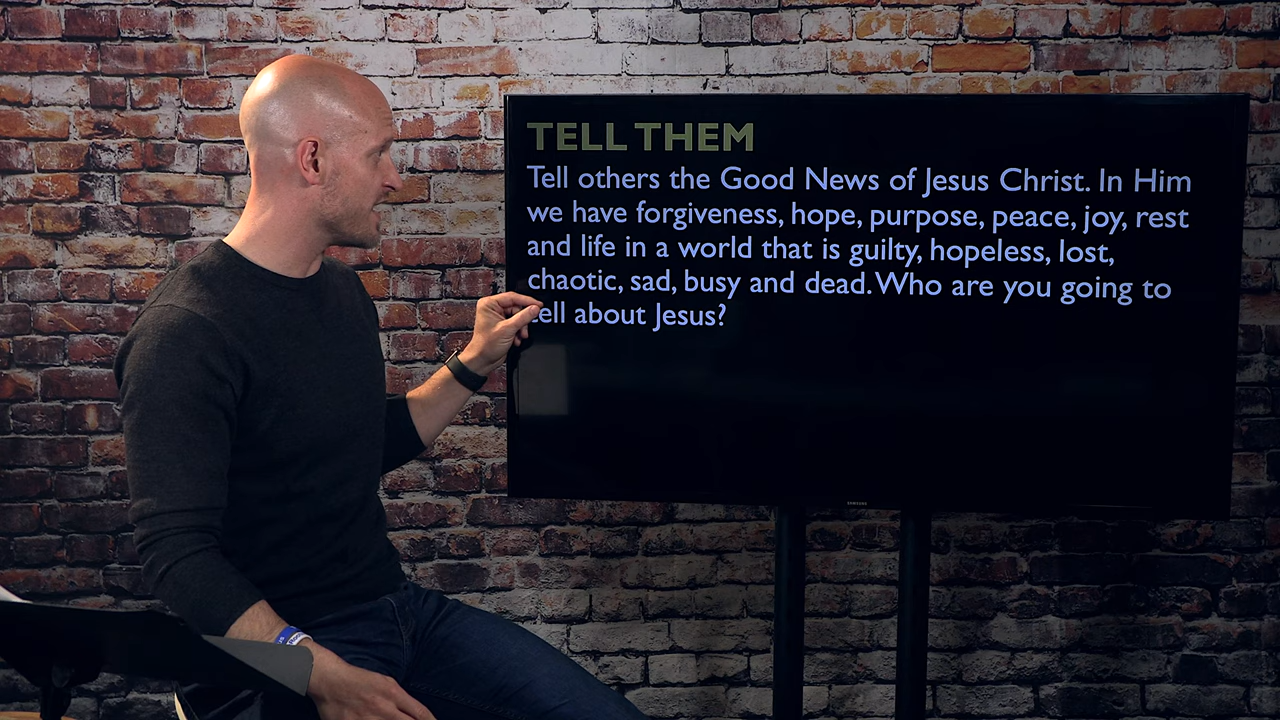 TELL THEM
Tell others the Good News of Jesus Christ. In Him
we have forgiveness, hope, purpose, peace, joy, rest
and life in a world that is guilty, hopeless, lost,
chaotic, sad, busy and dead. Who are you going to
tell about Jesus?
SAMSUNG